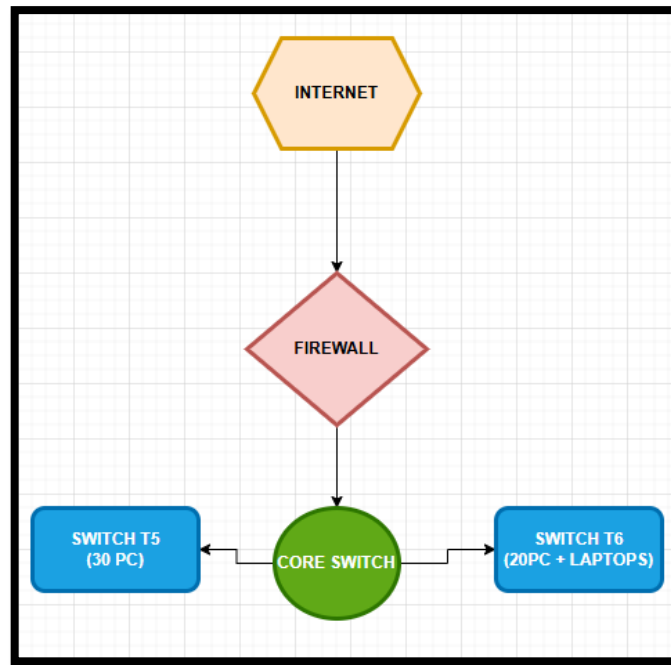 INTERNET
FIREWALL
SWITCH T5
(30 PC)
CORE SWITCH
SWITCH T6
(20PC + LAPTOPS)